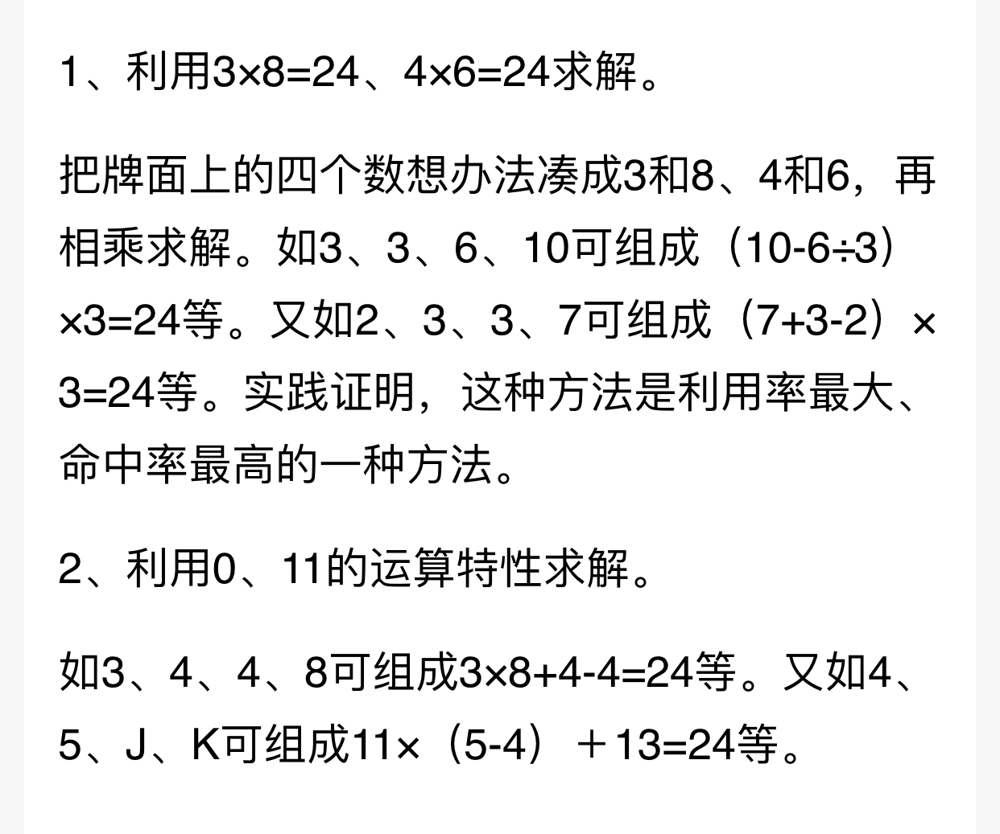 1、利用3×8=24、4×6=24求解。
把牌面上的四个数想办法凑成3和8、4和6，再
相乘求解。如3、3、6、10可组成（10-6÷3）
×3=24等。又如2、3、3、7可组成（7+3-2）×
3=24等。实践证明，这种方法是利用率最大、
命中率最高的一种方法。
2、利用0、11的运算特性求解。
如3、4、4、8可组成3×8+4-4=24等。又如4、
5、J、K可组成11×（5-4）＋13=24等。